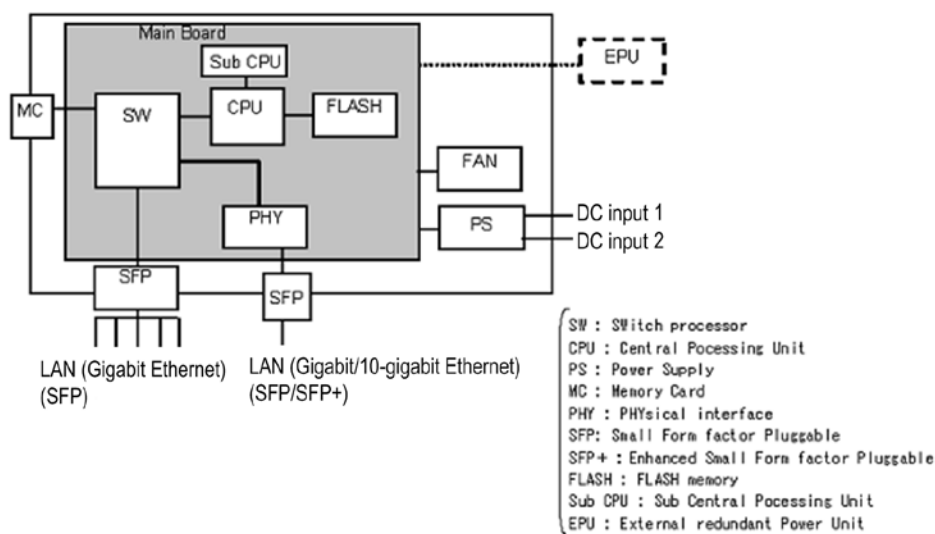 Main Board
EPU
Sub CPU
MC
SW
CPU
FLASH
FAN
PHY
PS
DC input 1
DC input 2
SFP
SFP
LAN (Gigabit Ethernet)
(SFP)
LAN (Gigabit/10-gigabit Ethernet)
(SFP/SFP+)
SW : SWitch processor
CPU : Central Pocessing Unit
PS : Power Supply
MC : Memory Card
PHY : PHYsical interface
SFP: Small Form factor Pluggable
SFP+ : Enhanced Small Form factor Pluggable
FLASH : FLASH memory
Sub CPU : Sub Central Pocessing Unit
EPU : External redundant Power Unit